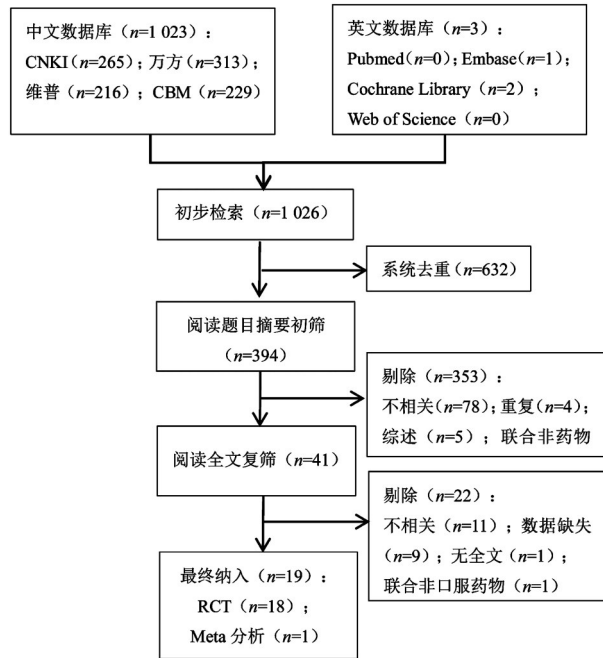 中文数据库（n=1 023）：
CNKI（n=265）；万方（n=313）；
维普（n=216）；CBM（n=229）
英文数据库（n=3）：
Pubmed（n=0）；Embase（n=1）；
Cochrane Library（n=2）；
Web of Science（n=0）
初步检索（n=1 026）
系统去重（n=632）
阅读题目摘要初筛
（n=394）
剔除（n=353）：
不相关（n=78）；重复（n=4）；
综述（n=5）；联合非药物
阅读全文复筛（n=41）
剔除（n=22）：
不相关（n=11）；数据缺失
（n=9）；无全文（n=1）；
联合非口服药物（n=1）
最终纳入（n=19）：
RCT（n=18）；
Meta 分析（n=1）